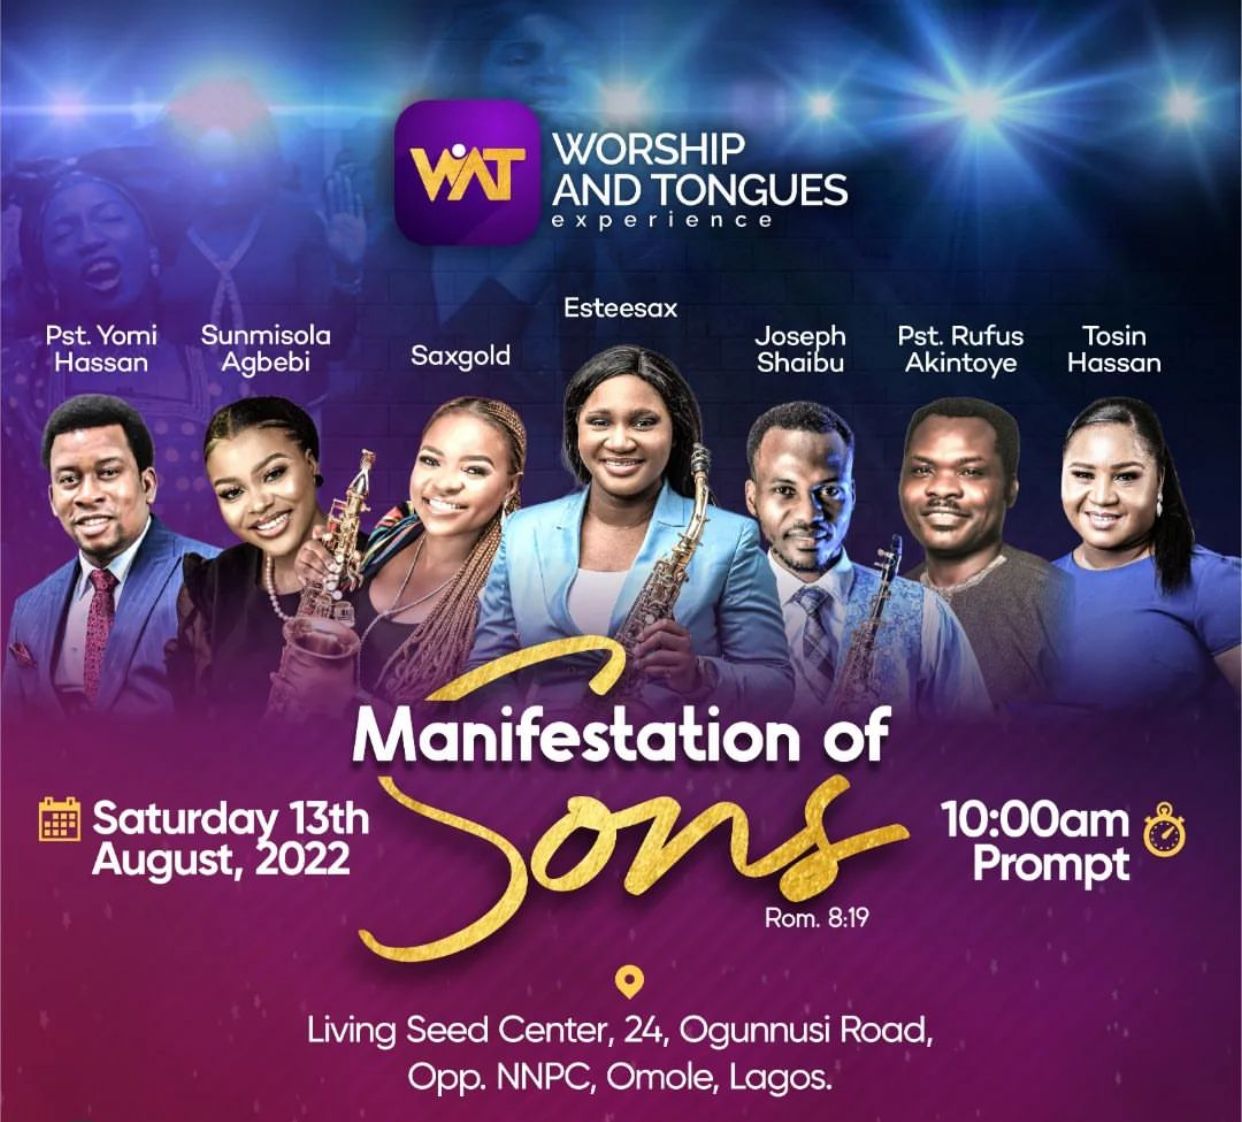 WAT
WORSHIP
AND TONGUES
experience
Pst. Yomi
Hassan
Sunmisola
Agbebi
Saxgold
Esteesax
Joseph
Shaibu
Pst. Rufus
Akintoye
Tosin
Hassan
Manifestation of
Sons
Rom. 8:19
Saturday 13th
August, 2022
10:00am
Prompt
Living Seed Center, 24, Ogunnusi Road,
Opp. NNPC, Omole, Lagos.